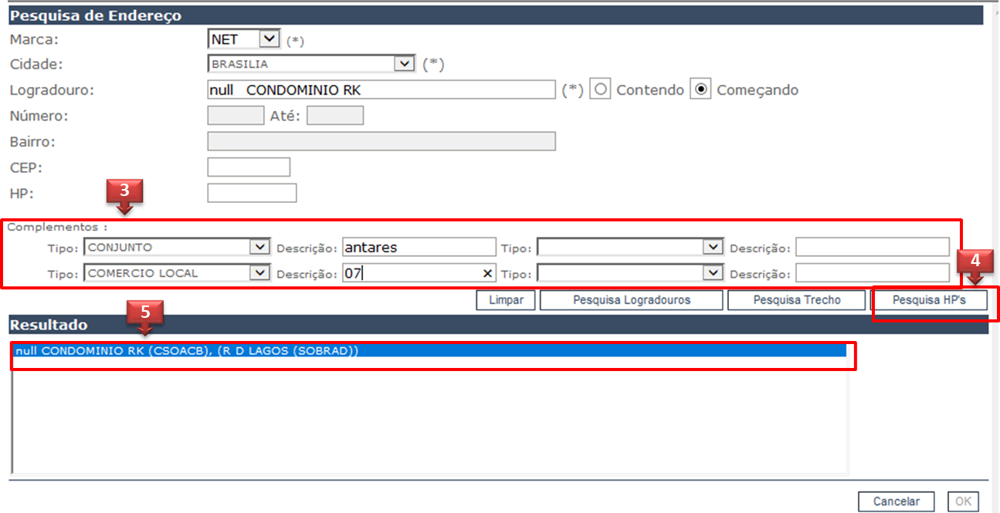 Pesquisa de Endereço
Marca: NET (*)
Cidade: BRASILIA (*)
Logradouro: null CONDOMINIO RK (*) Contendo Começando
Número: Até:
Bairro:
CEP:
HP:
3
Complementos :
Tipo: CONJUNTO Descrição: antares Tipo: Descrição:
Tipo: COMERCIO LOCAL Descrição: 07 Tipo: Descrição:
4
Limpar Pesquisa Logradouros Pesquisa Trecho Pesquisa HP's
5
Resultado
null CONDOMINIO RK (CSOACB), (R D LAGOS (SOBRAD))
Cancelar OK